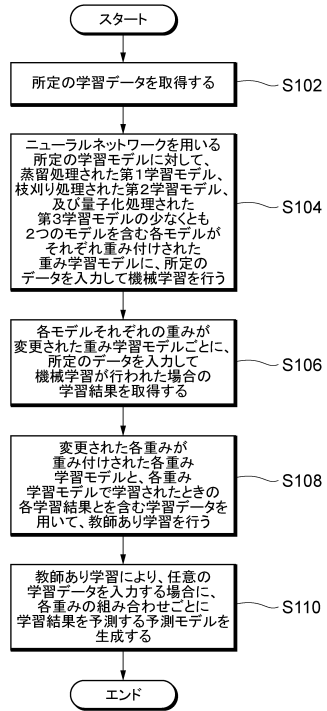 スタート
所定の学習データを取得する
S102
ニューラルネットワークを用いる
所定の学習モデルに対して、
蒸留処理された第1学習モデル、
枝刈り処理された第2学習モデル、
及び量子化処理された
第3学習モデルの少なくとも
2つのモデルを含む各モデルが
それぞれ重み付けされた
重み学習モデルに、所定の
データを入力して機械学習を行う
S104
各モデルそれぞれの重みが
変更された重み学習モデルごとに、
所定のデータを入力して
機械学習が行われた場合の
学習結果を取得する
S106
変更された各重みが
重み付けされた各重み
学習モデルと、各重み
学習モデルで学習されたときの
各学習結果とを含む学習データを
用いて、教師あり学習を行う
S108
教師あり学習により、任意の
学習データを入力する場合に、
各重みの組み合わせごとに
学習結果を予測する予測モデルを
生成する
S110
エンド